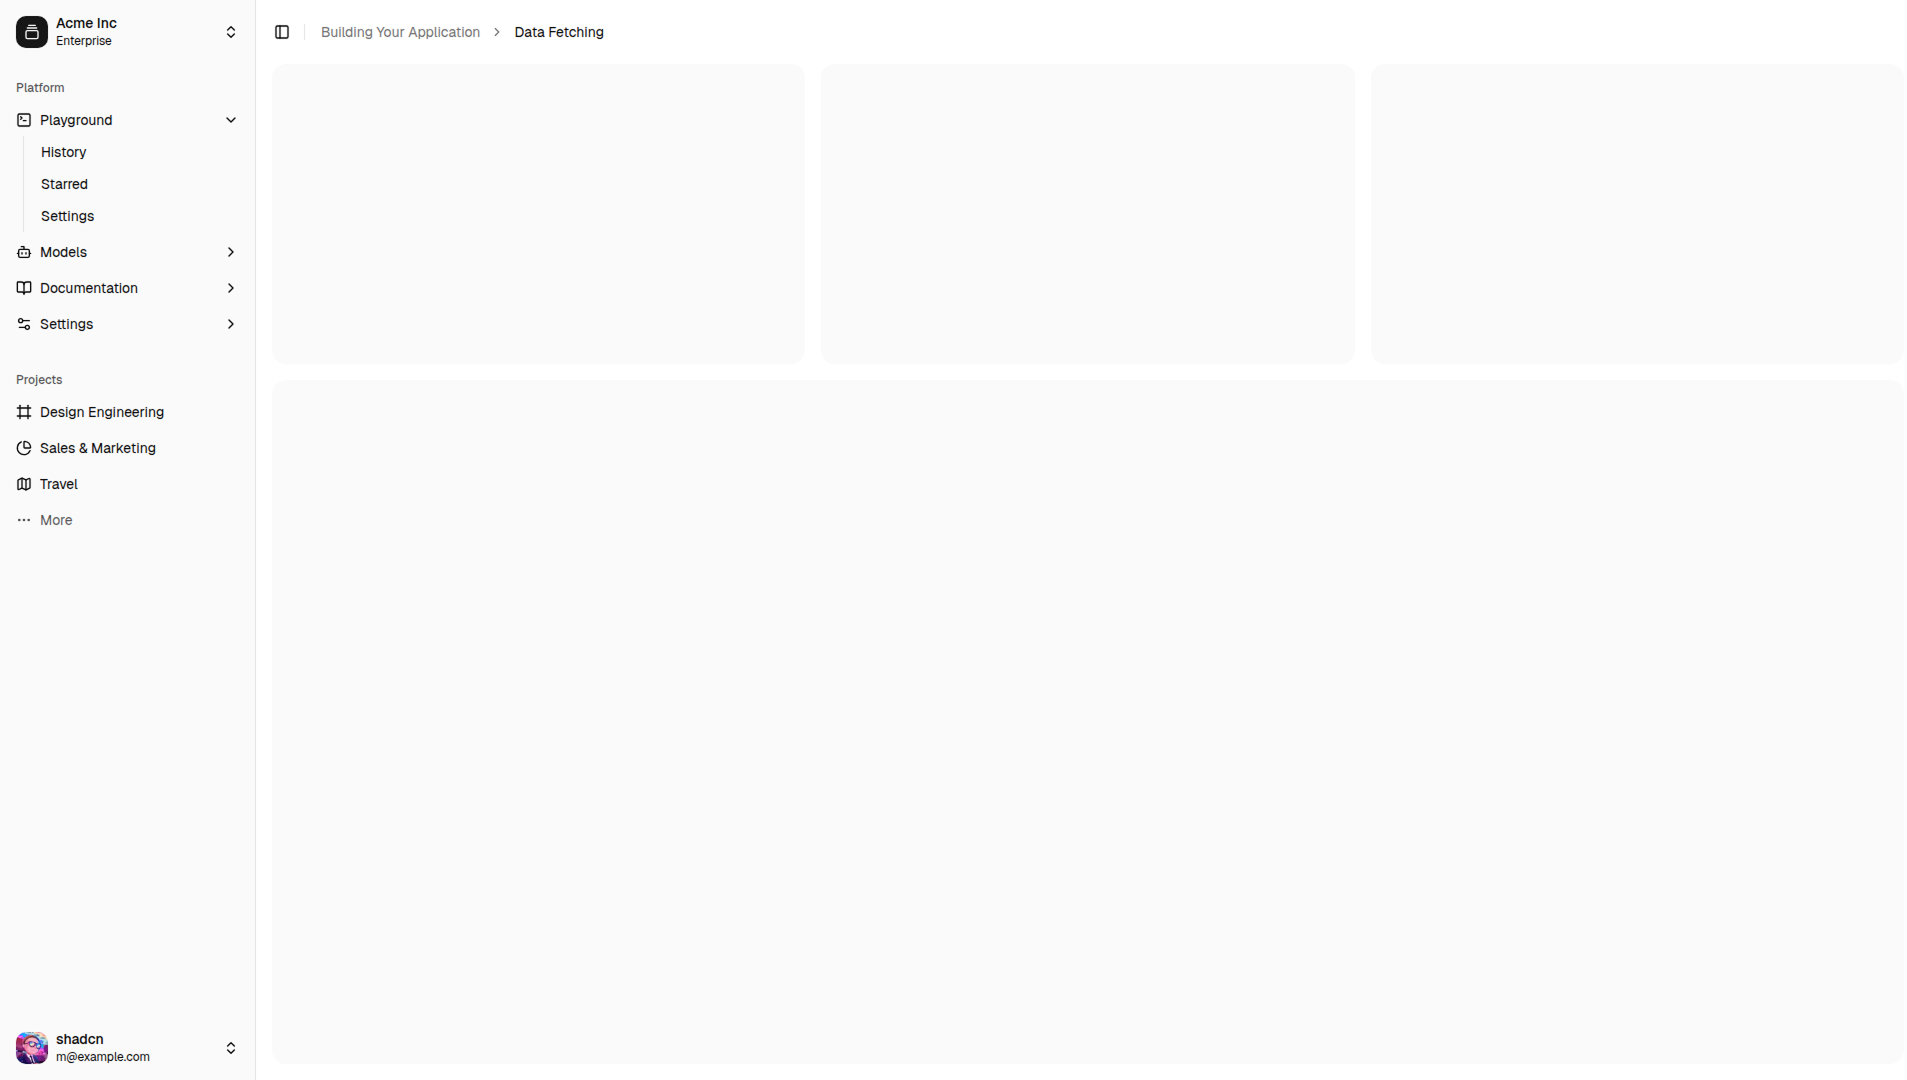 Acme Inc
Enterprise
Platform
Playground
History
Starred
Settings
Models
Documentation
Settings
Projects
Design Engineering
Sales & Marketing
Travel
More
shadcn
m@example.com
Building Your Application
Data Fetching